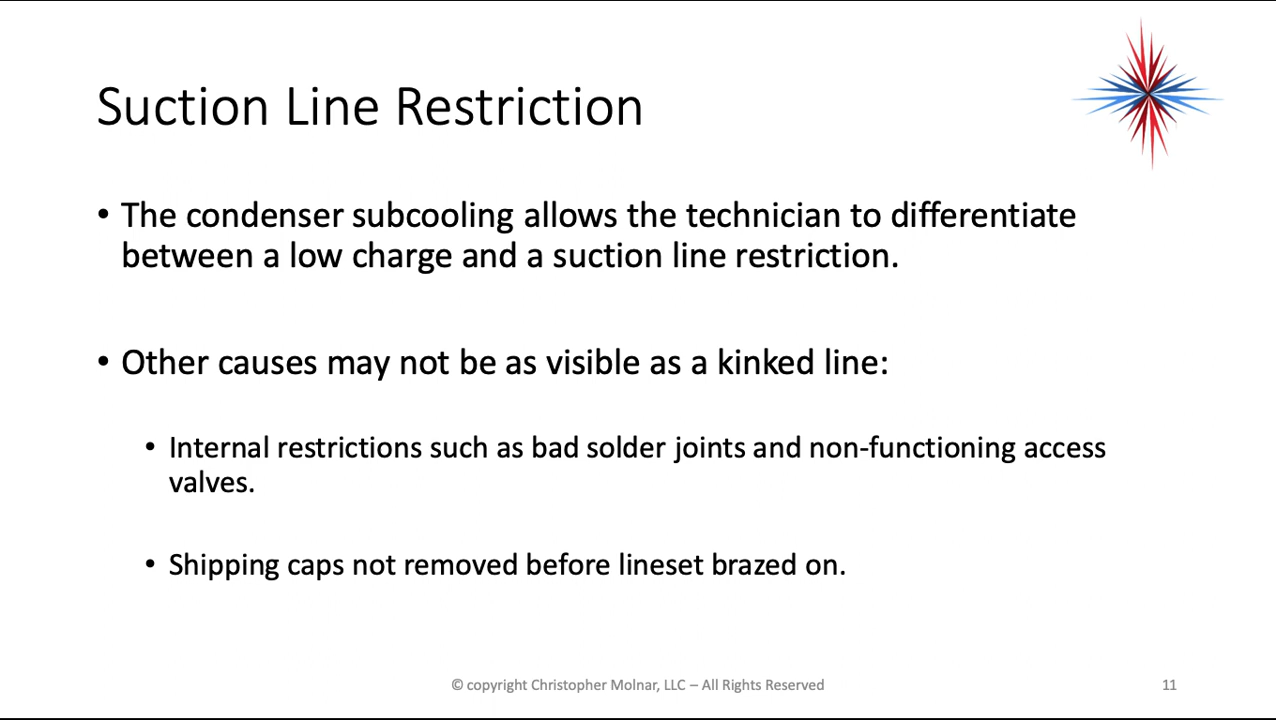 Suction Line Restriction
• The condenser subcooling allows the technician to differentiate
between a low charge and a suction line restriction.
• Other causes may not be as visible as a kinked line:
• Internal restrictions such as bad solder joints and non-functioning access
valves.
• Shipping caps not removed before lineset brazed on.
© copyright Christopher Molnar, LLC – All Rights Reserved
11